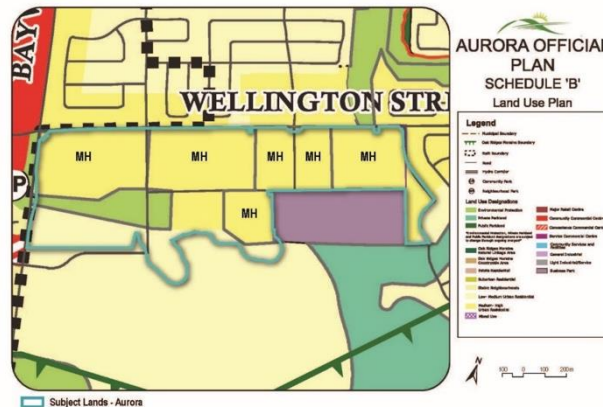 AURORA OFFICIAL
PLAN
SCHEDULE 'B'
Land Use Plan
BAY
WELLINGTON STR
MH
MH
MH
MH
MH
MH
P
Legend
Municipal Boundary
Oak Ridges Moraine Boundary
Road
Hydro Corridor
Community Park
Neighbourhood Park
Land Use Designations
Environmental Protection
Private Parkland
Public Parkland
Oak Ridges Moraine
Natural Linkage Area
Oak Ridges Moraine
Countryside Area
Estate Residential
Suburban Residential
Stable Neighbourhoods
Low-Medium Urban Residential
Medium - High
Urban Residential
Mixed Use
Major Retail Centre
Community Commercial Centre
Convenience Commercial Centre
Service Commercial Centre
Community Services and
Facilities
General Industrial
Light Industrial/Service
Business Park
N
100 0 100 200m
Subject Lands - Aurora